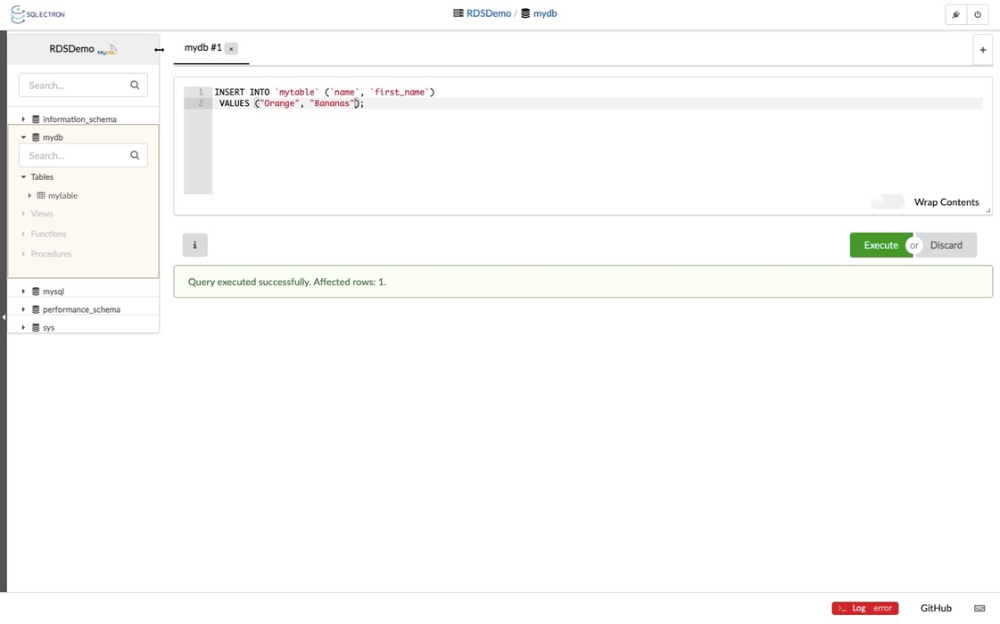 SQLECTRON
RDSDemo / mydb
RDSDemo MySQL
mydb #1 ×
+
Search...
information_schema
mydb
Search...
Tables
mytable
Views
Functions
Procedures
mysql
performance_schema
sys
1 INSERT INTO `mytable` (`name`, `first_name`)
2 VALUES ("Orange", "Bananas");
Wrap Contents
i
Execute or Discard
Query executed successfully. Affected rows: 1.
>_ Log error
GitHub